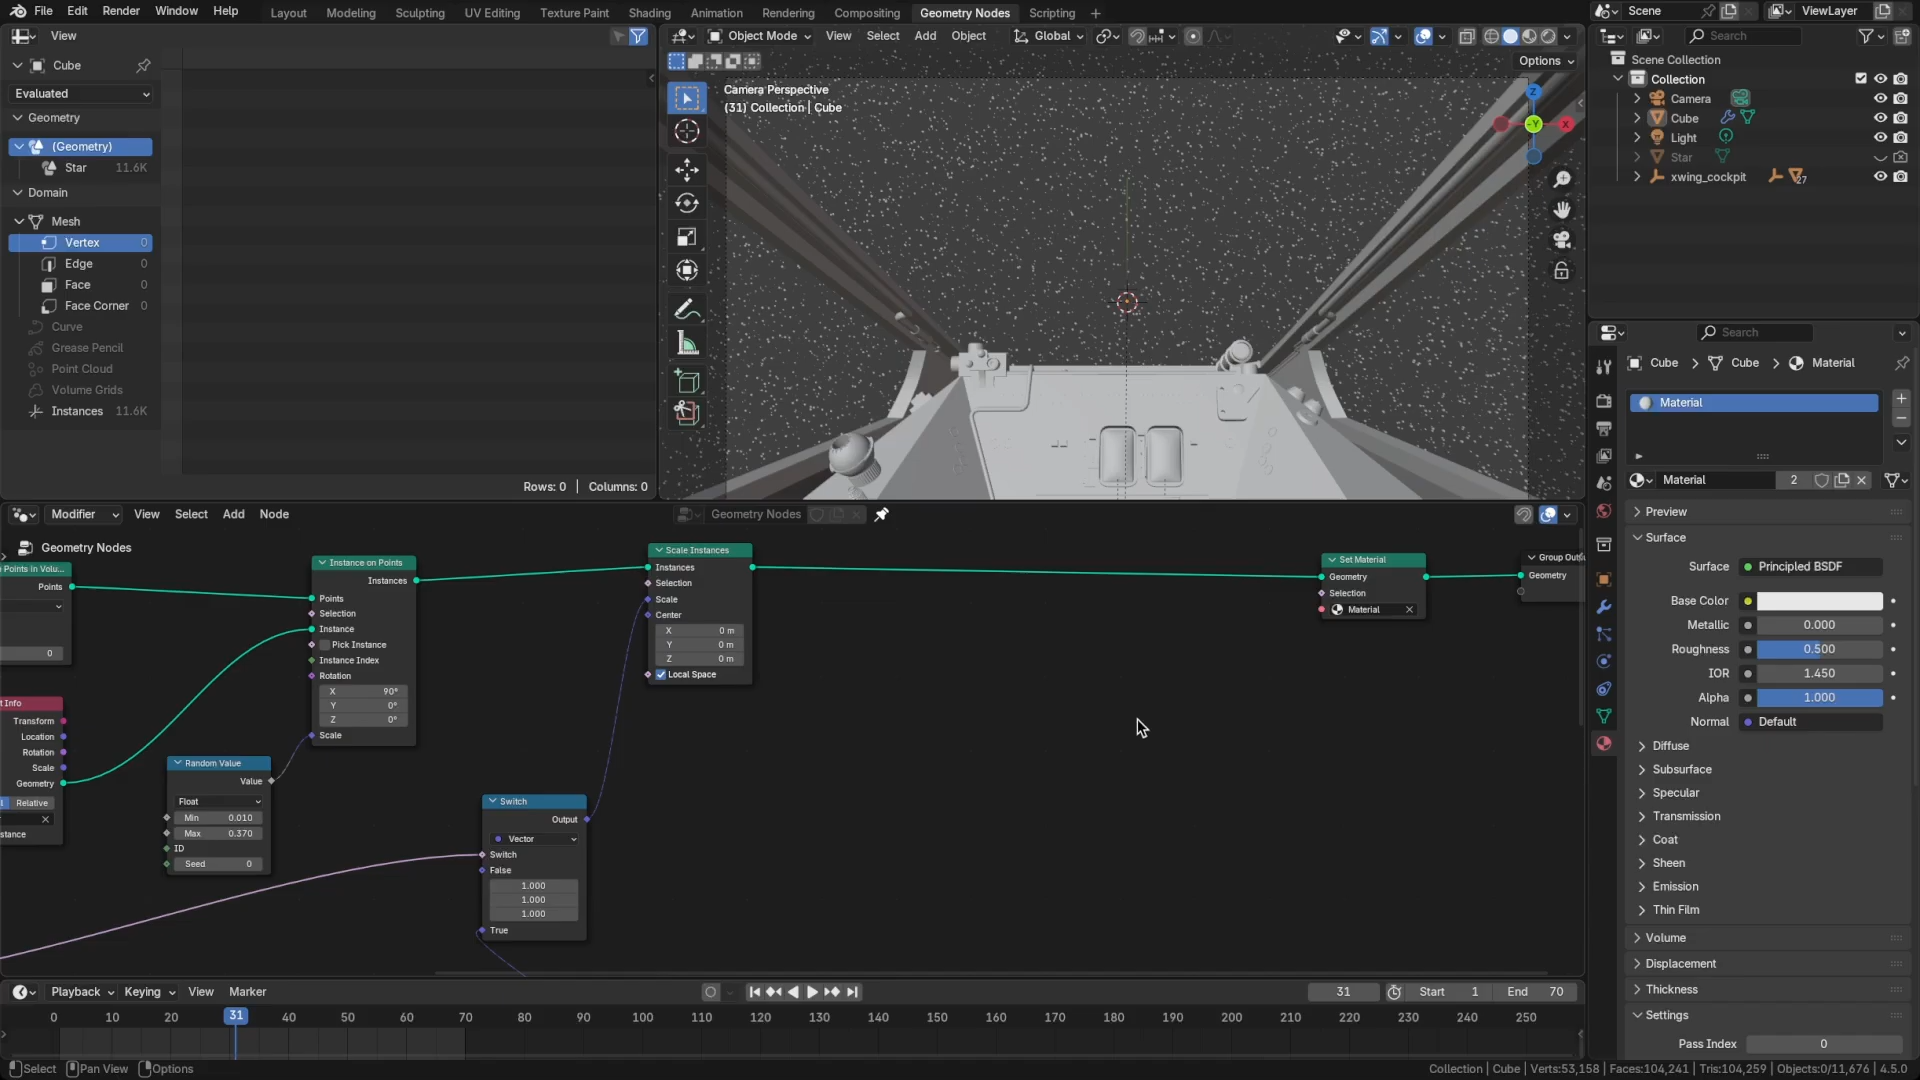 File Edit Render Window Help Layout Modeling Sculpting UV Editing Texture Paint Shading Animation Rendering Compositing Geometry Nodes Scripting + Scene ViewLayer
View
Cube
Evaluated
Geometry
(Geometry)
Star 11.6K
Domain
Mesh
Vertex 0
Edge 0
Face 0
Face Corner 0
Curve
Grease Pencil
Point Cloud
Volume Grids
Instances 11.6K
Rows: 0 | Columns: 0
Object Mode View Select Add Object Global
Options
Camera Perspective
(31) Collection | Cube
Z
-Y
X
Search
Scene Collection
Collection
Camera
Cube
Light
Star
xwing_cockpit 27
Search
Cube > Cube > Material
Material
Material 2
Preview
Surface
Surface Principled BSDF
Base Color
Metallic 0.000
Roughness 0.500
IOR 1.450
Alpha 1.000
Normal Default
Diffuse
Subsurface
Specular
Transmission
Coat
Sheen
Emission
Thin Film
Volume
Displacement
Thickness
Settings
Pass Index 0
Modifier View Select Add Node Geometry Nodes
Geometry Nodes
Points in Volu...
Points
0
t Info
Transform
Location
Rotation
Scale
Geometry
Relative
stance
Random Value
Value
Float
Min 0.010
Max 0.370
ID
Seed 0
Instance on Points
Instances
Points
Selection
Instance
Pick Instance
Instance Index
Rotation
X 90°
Y 0°
Z 0°
Scale
Switch
Output
Vector
Switch
False
1.000
1.000
1.000
True
Scale Instances
Instances
Selection
Scale
Center
X 0 m
Y 0 m
Z 0 m
Local Space
Set Material
Geometry
Selection
Material
Group Outp
Geometry
Playback Keying View Marker 31 Start 1 End 70
0 10 20 31 40 50 60 70 80 90 100 110 120 130 140 150 160 170 180 190 200 210 220 230 240 250
Select Pan View Options
Collection | Cube | Verts:53,158 | Faces:104,241 | Tris:104,259 | Objects:0/11,676 | 4.5.0